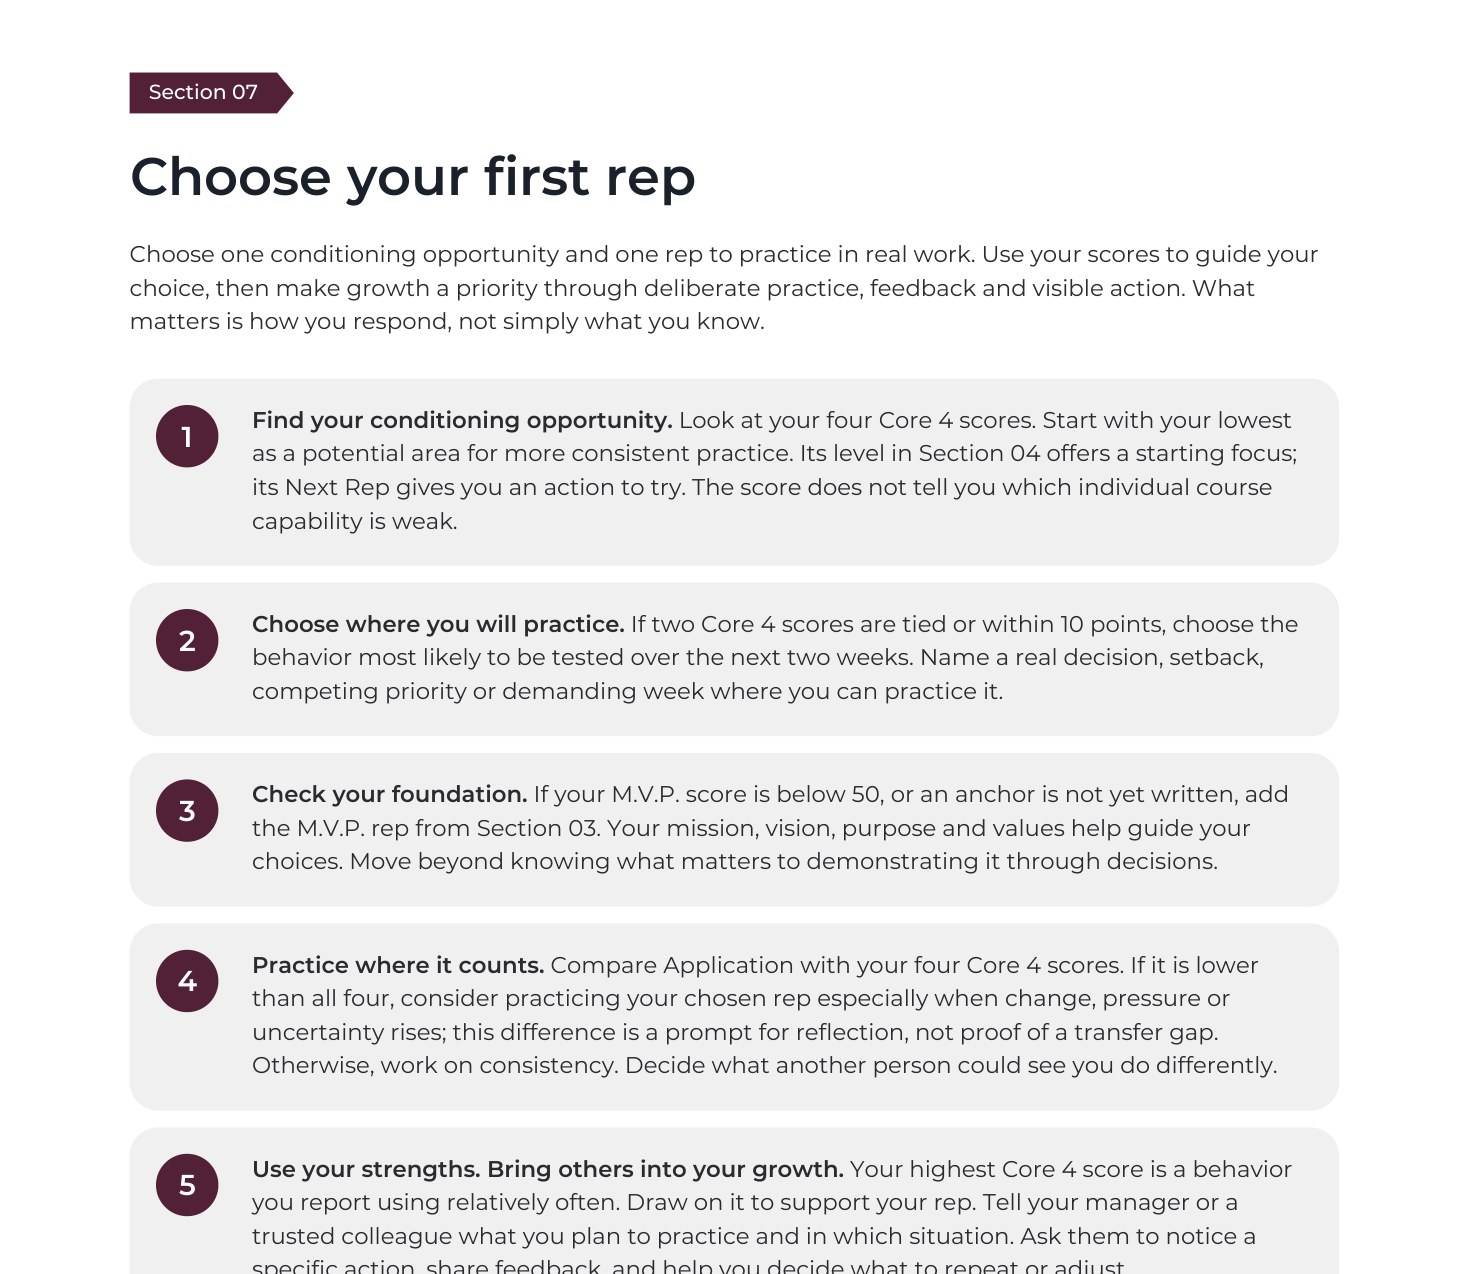 Section 07
Choose your first rep
Choose one conditioning opportunity and one rep to practice in real work. Use your scores to guide your
choice, then make growth a priority through deliberate practice, feedback and visible action. What
matters is how you respond, not simply what you know.
1
Find your conditioning opportunity. Look at your four Core 4 scores. Start with your lowest
as a potential area for more consistent practice. Its level in Section 04 offers a starting focus;
its Next Rep gives you an action to try. The score does not tell you which individual course
capability is weak.
2
Choose where you will practice. If two Core 4 scores are tied or within 10 points, choose the
behavior most likely to be tested over the next two weeks. Name a real decision, setback,
competing priority or demanding week where you can practice it.
3
Check your foundation. If your M.V.P. score is below 50, or an anchor is not yet written, add
the M.V.P. rep from Section 03. Your mission, vision, purpose and values help guide your
choices. Move beyond knowing what matters to demonstrating it through decisions.
4
Practice where it counts. Compare Application with your four Core 4 scores. If it is lower
than all four, consider practicing your chosen rep especially when change, pressure or
uncertainty rises; this difference is a prompt for reflection, not proof of a transfer gap.
Otherwise, work on consistency. Decide what another person could see you do differently.
5
Use your strengths. Bring others into your growth. Your highest Core 4 score is a behavior
you report using relatively often. Draw on it to support your rep. Tell your manager or a
trusted colleague what you plan to practice and in which situation. Ask them to notice a
specific action, share feedback, and help you decide what to repeat or adjust.